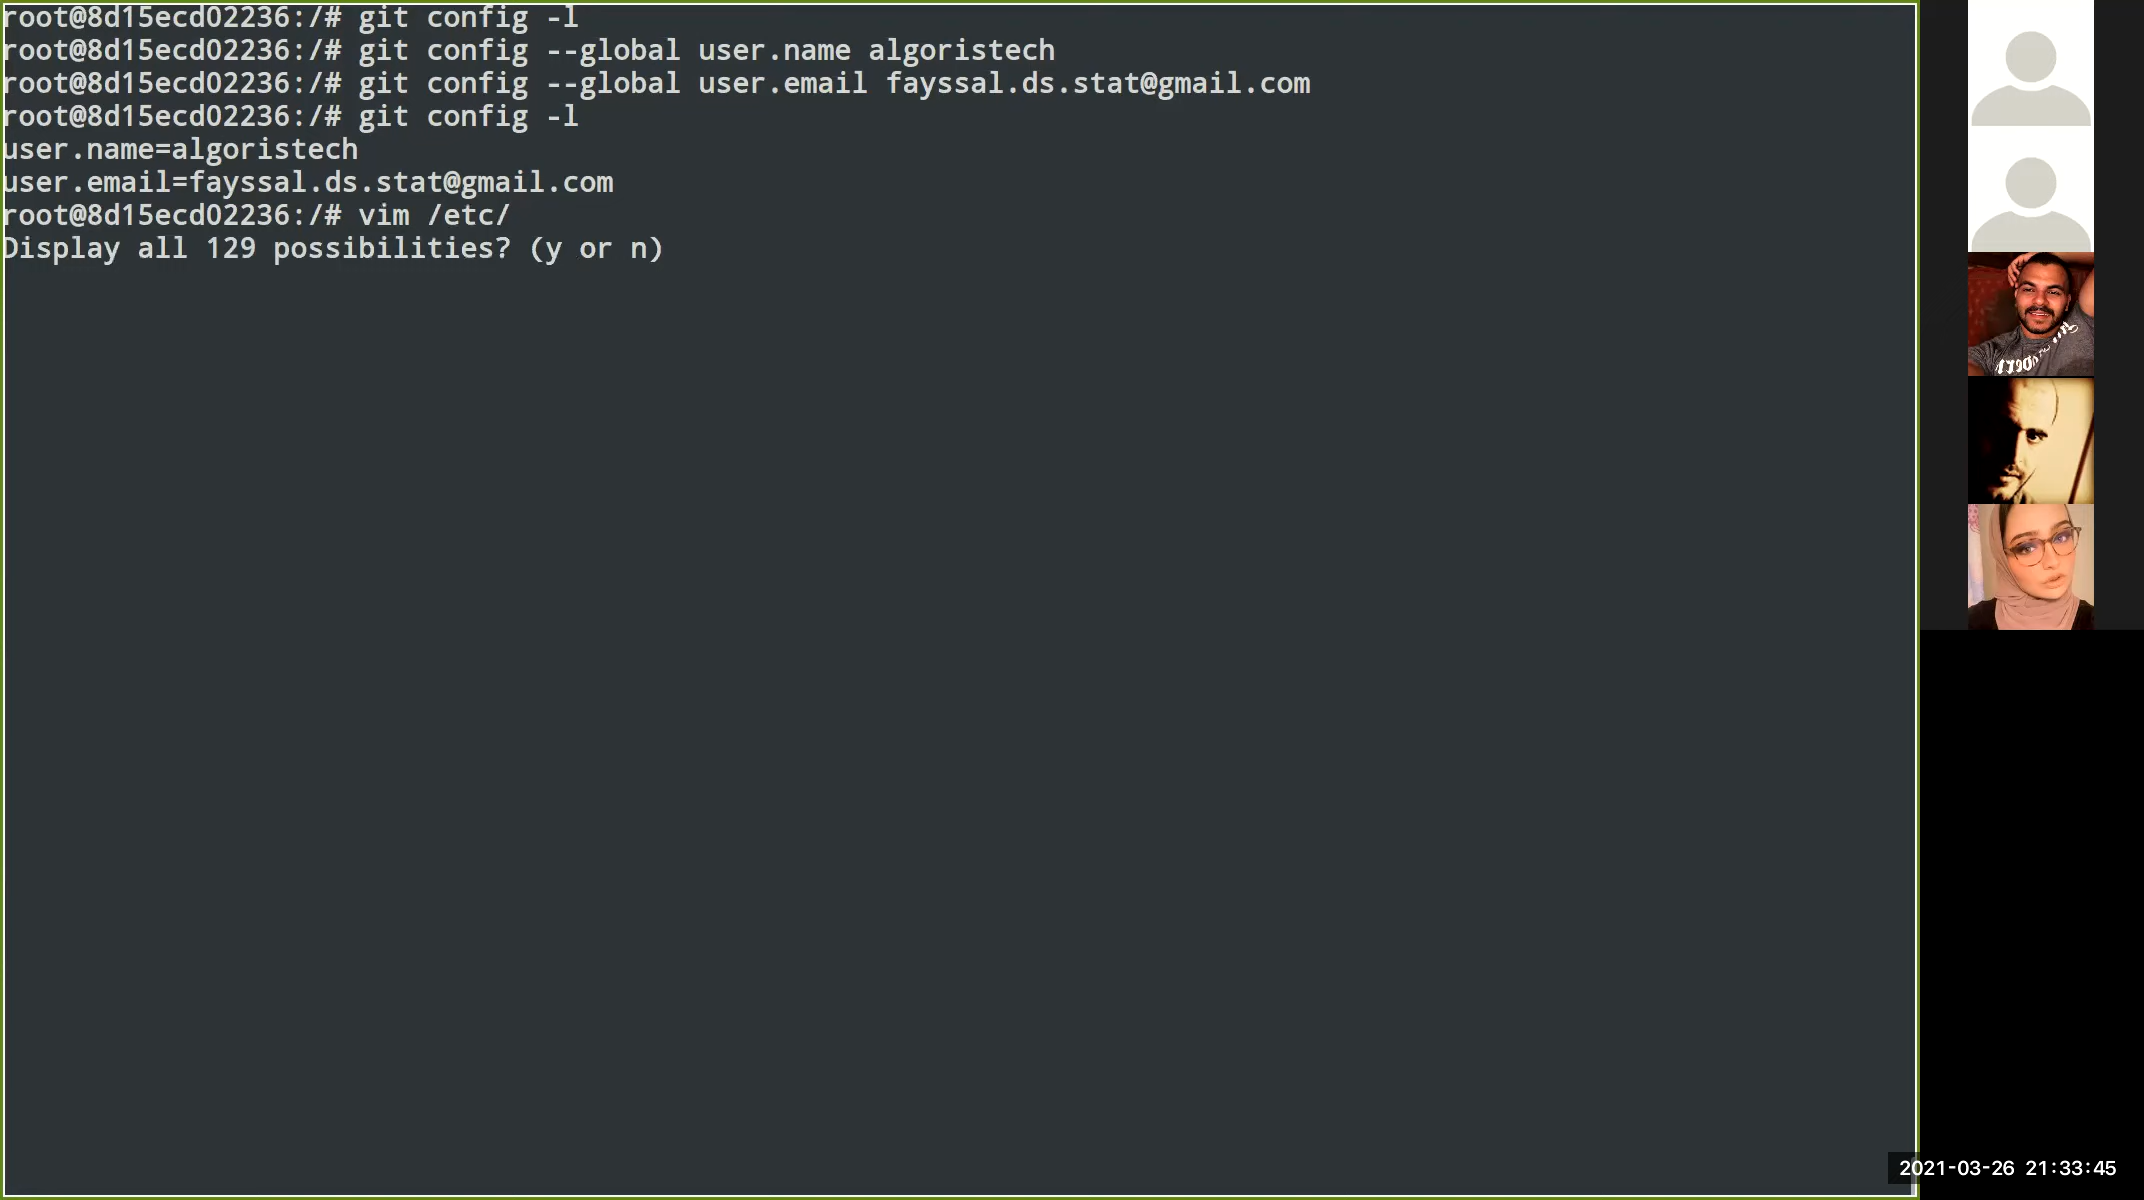 root@8d15ecd02236:/# git config -l
root@8d15ecd02236:/# git config --global user.name algoristech
root@8d15ecd02236:/# git config --global user.email fayssal.ds.stat@gmail.com
root@8d15ecd02236:/# git config -l
user.name=algoristech
user.email=fayssal.ds.stat@gmail.com
root@8d15ecd02236:/# vim /etc/
Display all 129 possibilities? (y or n)
2021-03-26 21:33:45